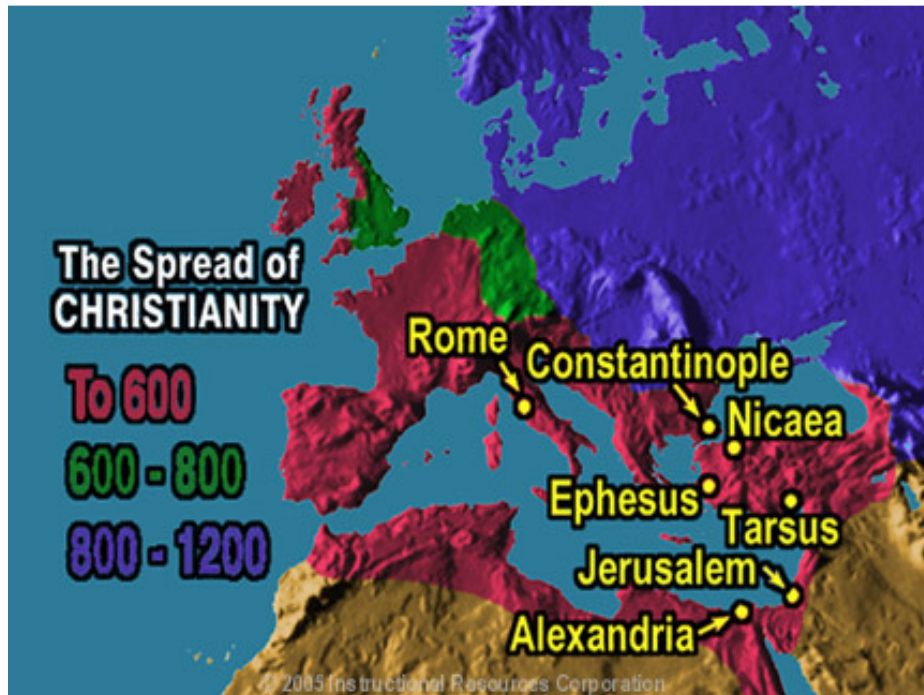 The Spread of
CHRISTIANITY
To 600
600 - 800
800 - 1200
Rome
Constantinople
Nicaea
Ephesus
Tarsus
Jerusalem
Alexandria
© 2005 Instructional Resources Corporation